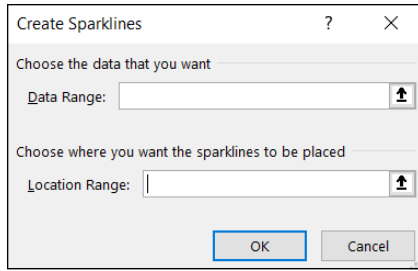 Create Sparklines ? ×
Choose the data that you want
Data Range:
Choose where you want the sparklines to be placed
Location Range:
OK Cancel